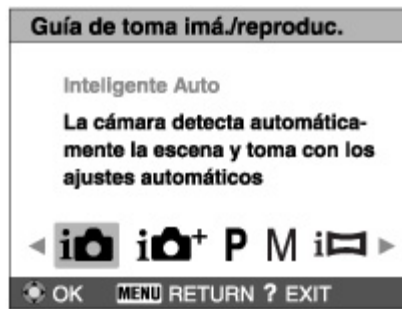 Guía de toma imá./reproduc.
Inteligente Auto
La cámara detecta automática-
mente la escena y toma con los
ajustes automáticos
i i + P M i
OK MENU RETURN ? EXIT